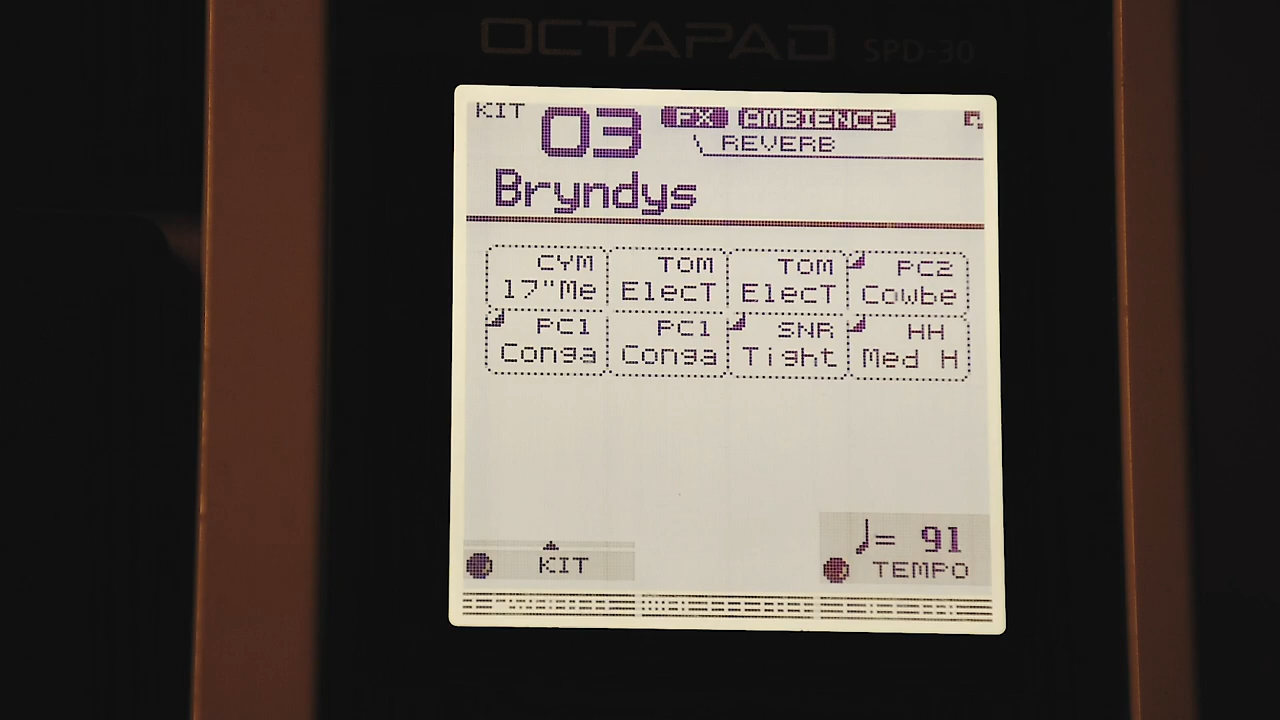 OCTAPAD SPD-30
KIT 03 FX AMBIENCE
REVERB
Bryndys
CYM TOM TOM PC2
17"Me ElecT ElecT Cowbe
PC1 PC1 SNR HH
Conga Conga Tight Med H
♩= 91
KIT TEMPO